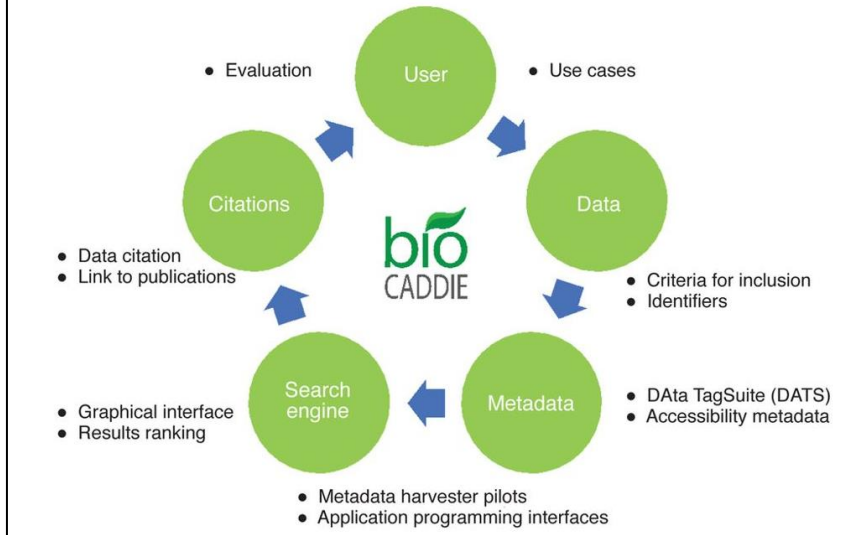 User
● Evaluation
● Use cases
Citations
Data
bio
CADDIE
● Data citation
● Link to publications
● Criteria for inclusion
● Identifiers
Search
engine
Metadata
● DAta TagSuite (DATS)
● Accessibility metadata
● Graphical interface
● Results ranking
● Metadata harvester pilots
● Application programming interfaces